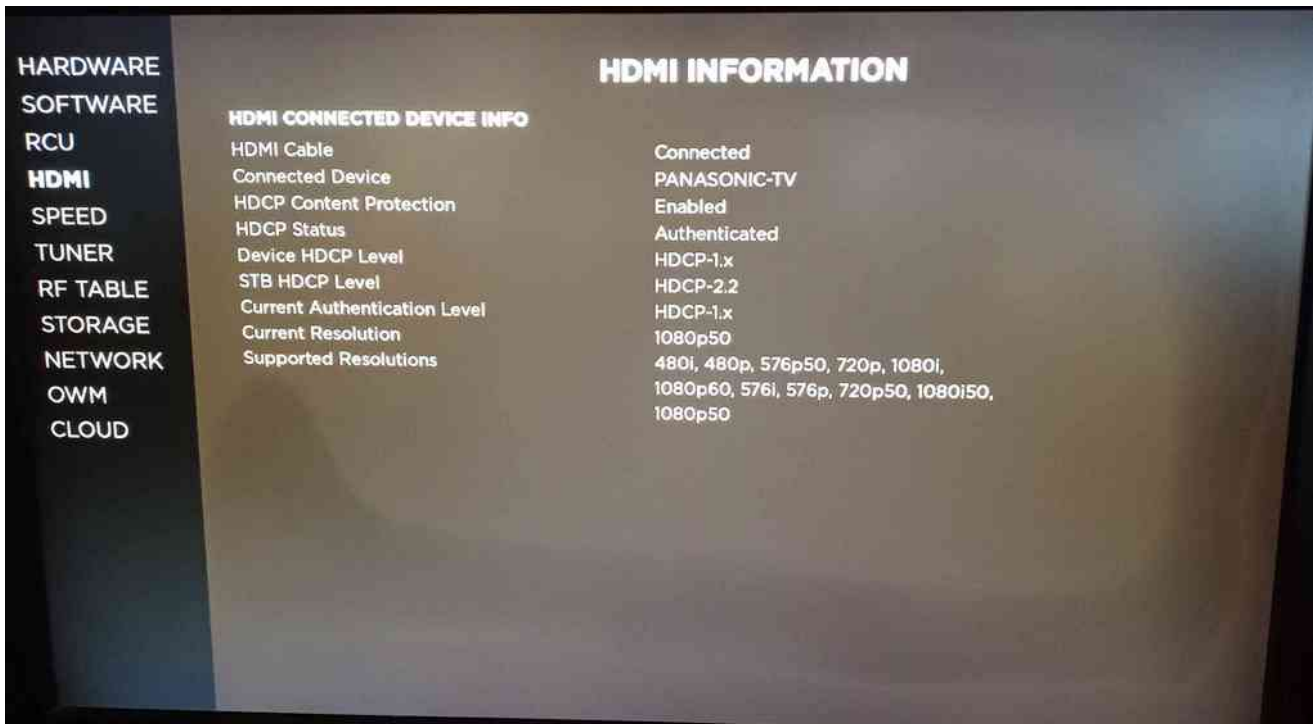 HDMI INFORMATION
HARDWARE
SOFTWARE
RCU
HDMI
SPEED
TUNER
RF TABLE
STORAGE
NETWORK
OWM
CLOUD
HDMI CONNECTED DEVICE INFO
HDMI Cable Connected
Connected Device PANASONIC-TV
HDCP Content Protection Enabled
HDCP Status Authenticated
Device HDCP Level HDCP-1.x
STB HDCP Level HDCP-2.2
Current Authentication Level HDCP-1.x
Current Resolution 1080p50
Supported Resolutions 480i, 480p, 576p50, 720p, 1080i,
1080p60, 576i, 576p, 720p50, 1080i50,
1080p50